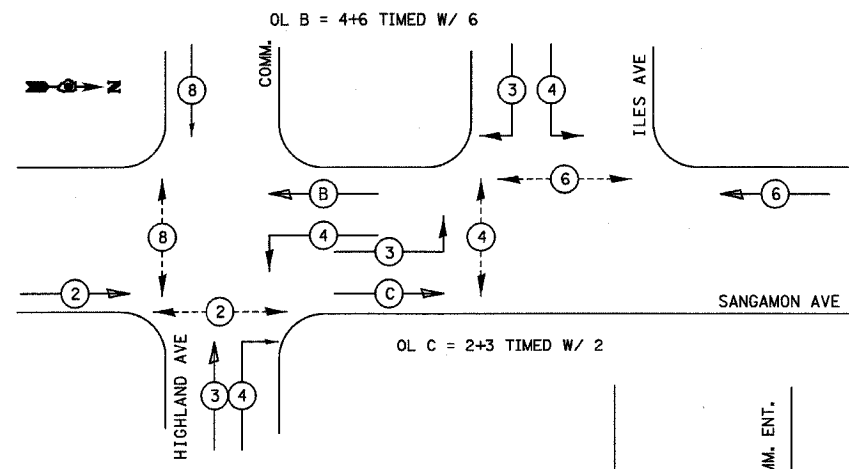 OL B = 4+6 TIMED W/ 6
N
8
COMM.
3
4
ILES AVE
6
B
6
8
4
4
3
2
C
2
SANGAMON AVE
OL C = 2+3 TIMED W/ 2
HIGHLAND AVE
3
4
MM. ENT.